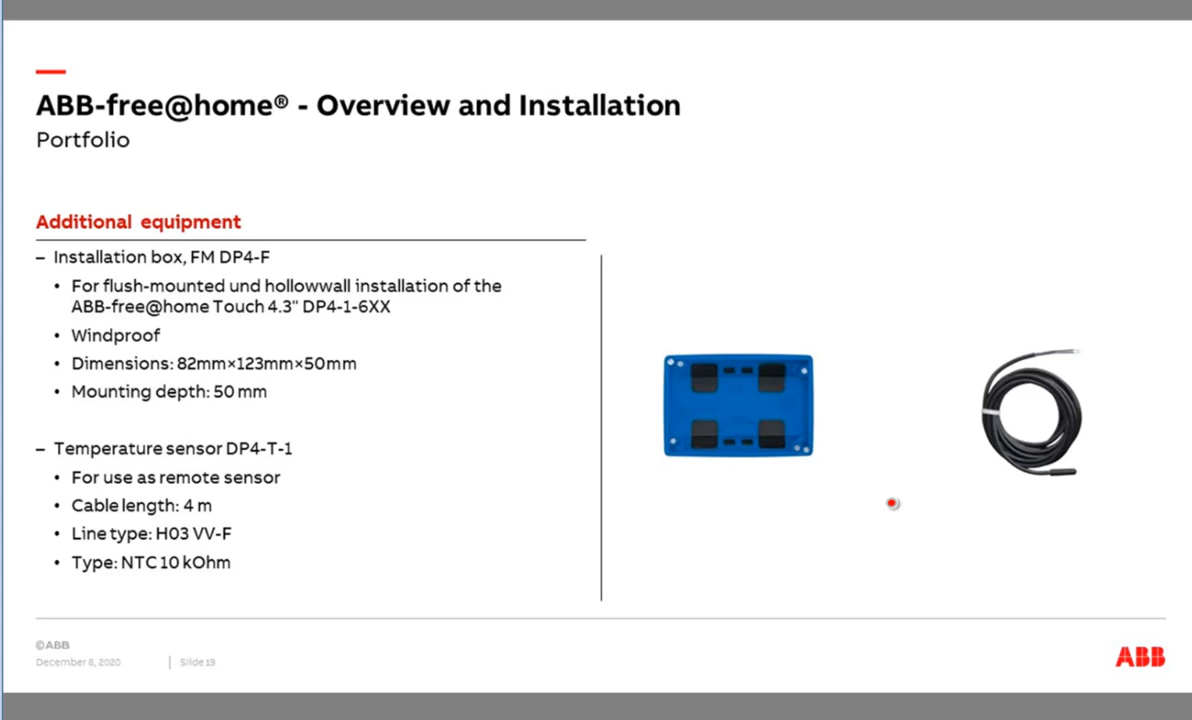 ABB-free@home® - Overview and Installation
Portfolio
Additional equipment
– Installation box, FM DP4-F
• For flush-mounted und hollowwall installation of the
ABB-free@home Touch 4.3" DP4-1-6XX
• Windproof
• Dimensions: 82mm×123mm×50mm
• Mounting depth: 50 mm
– Temperature sensor DP4-T-1
• For use as remote sensor
• Cable length: 4 m
• Line type: H03 VV-F
• Type: NTC 10 kOhm
©ABB
December 8, 2020 | Slide 19
ABB